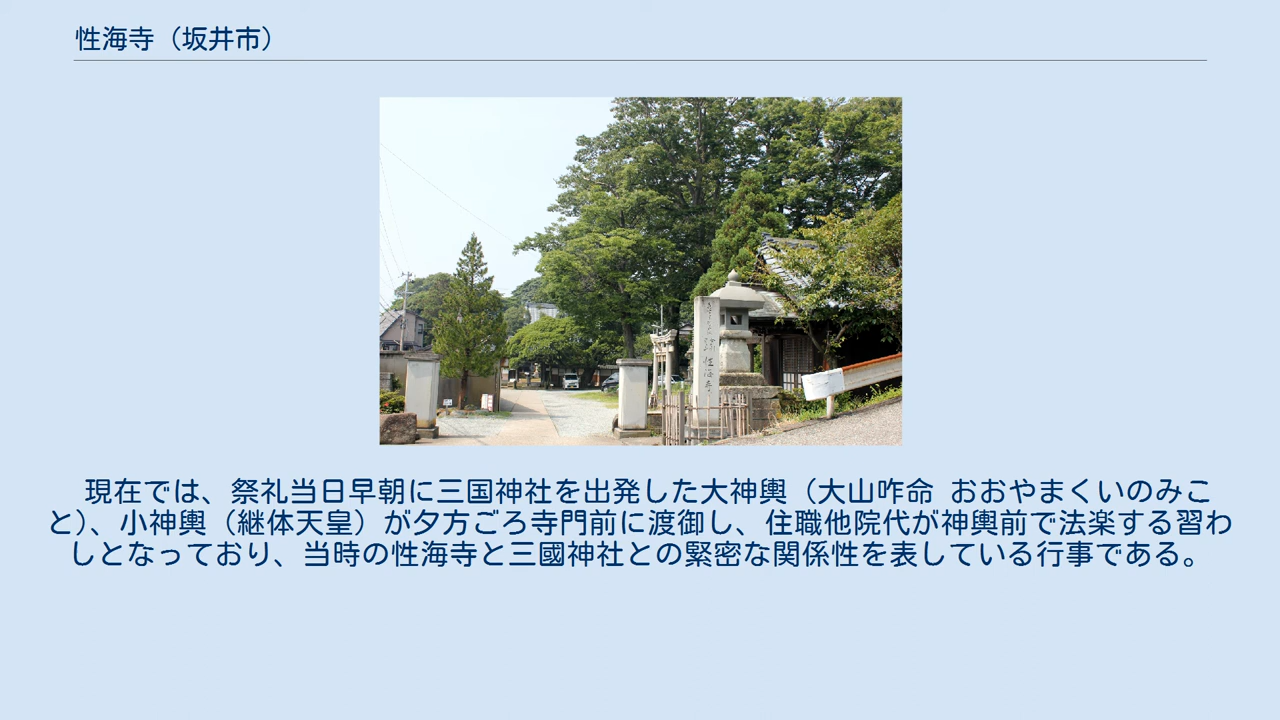 性海寺（坂井市）
性海寺
現在では、祭礼当日早朝に三国神社を出発した大神輿（大山咋命 おおやまくいのみこ
と）、小神輿（継体天皇）が夕方ごろ寺門前に渡御し、住職他院代が神輿前で法楽する習わ
しとなっており、当時の性海寺と三國神社との緊密な関係性を表している行事である。